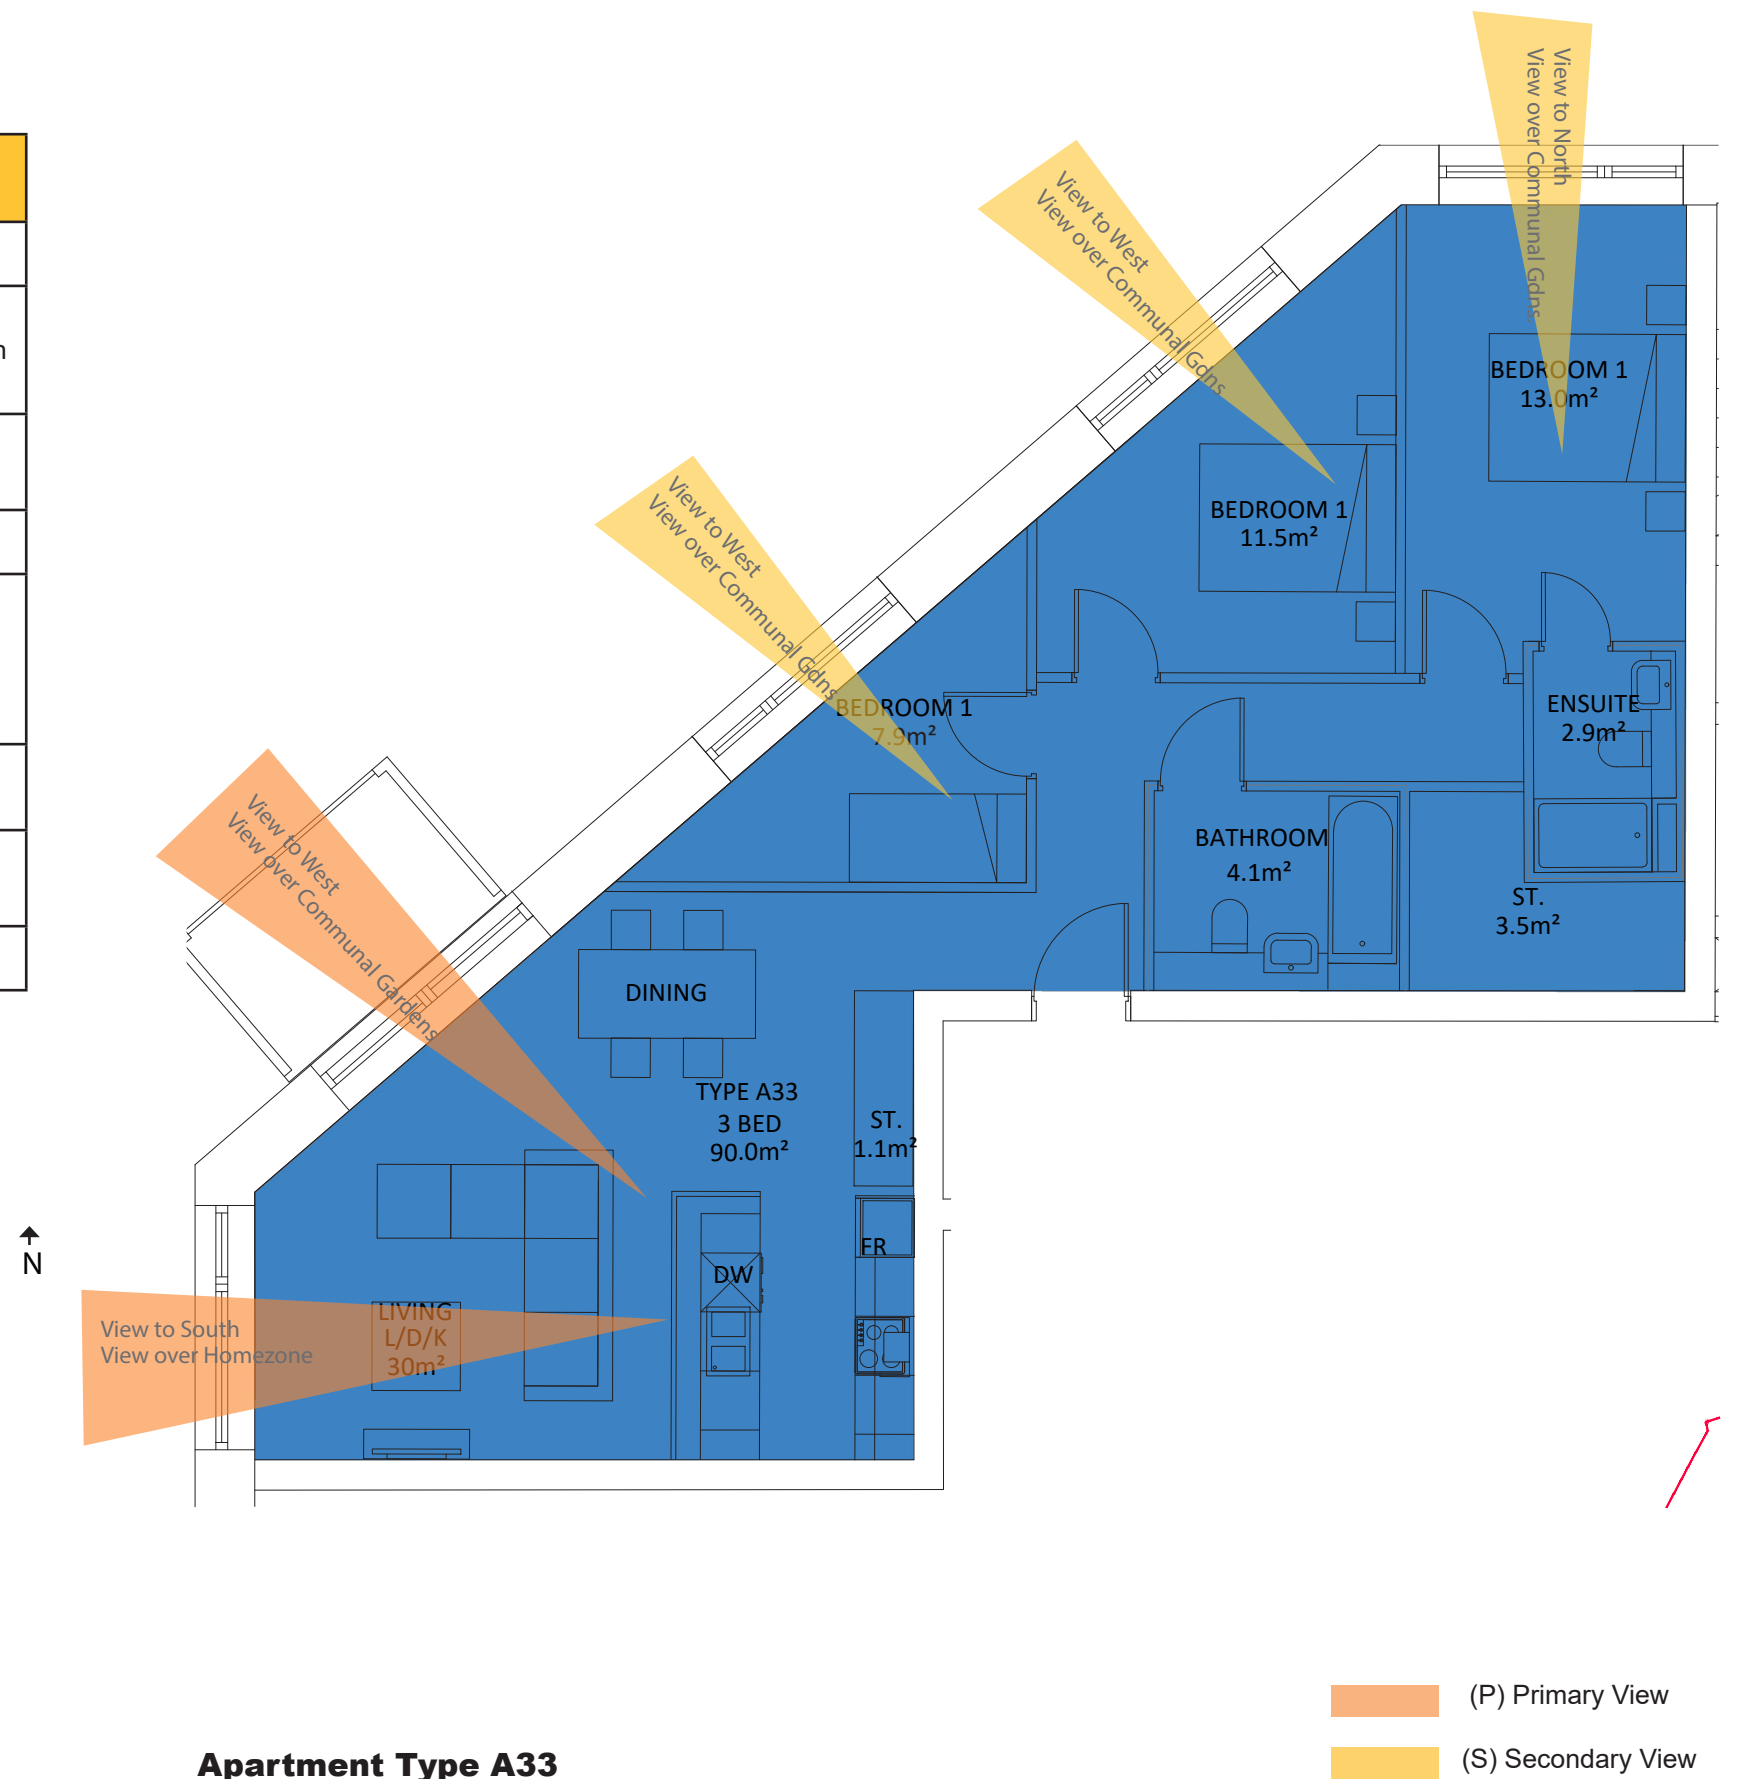 View to North
View over Communal Gdns
View to West
View over Communal Gdns
BEDROOM 1
13.0m²
BEDROOM 1
11.5m²
View to West
View over Communal Gdns
BEDROOM 1
7.9m²
ENSUITE
2.9m²
View to West
View over Communal Gardens
BATHROOM
4.1m²
ST.
3.5m²
DINING
TYPE A33
3 BED
90.0m²
ST.
1.1m²
N
FR
DW
View to South
View over Homezone
LIVING
L/D/K
30m²
(P) Primary View
(S) Secondary View
Apartment Type A33